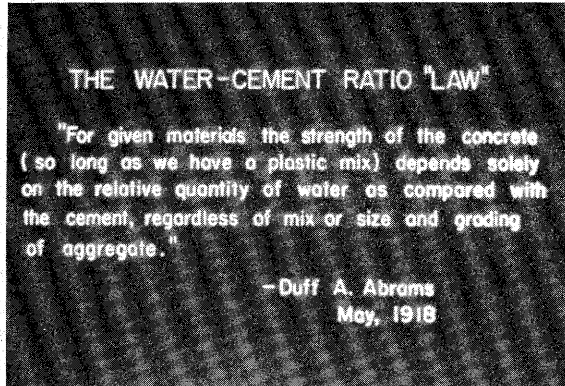 THE WATER-CEMENT RATIO "LAW"
"For given materials the strength of the concrete
(so long as we have a plastic mix) depends solely
on the relative quantity of water as compared with
the cement, regardless of mix or size and grading
of aggregate."
-Duff A. Abrams
May, 1918